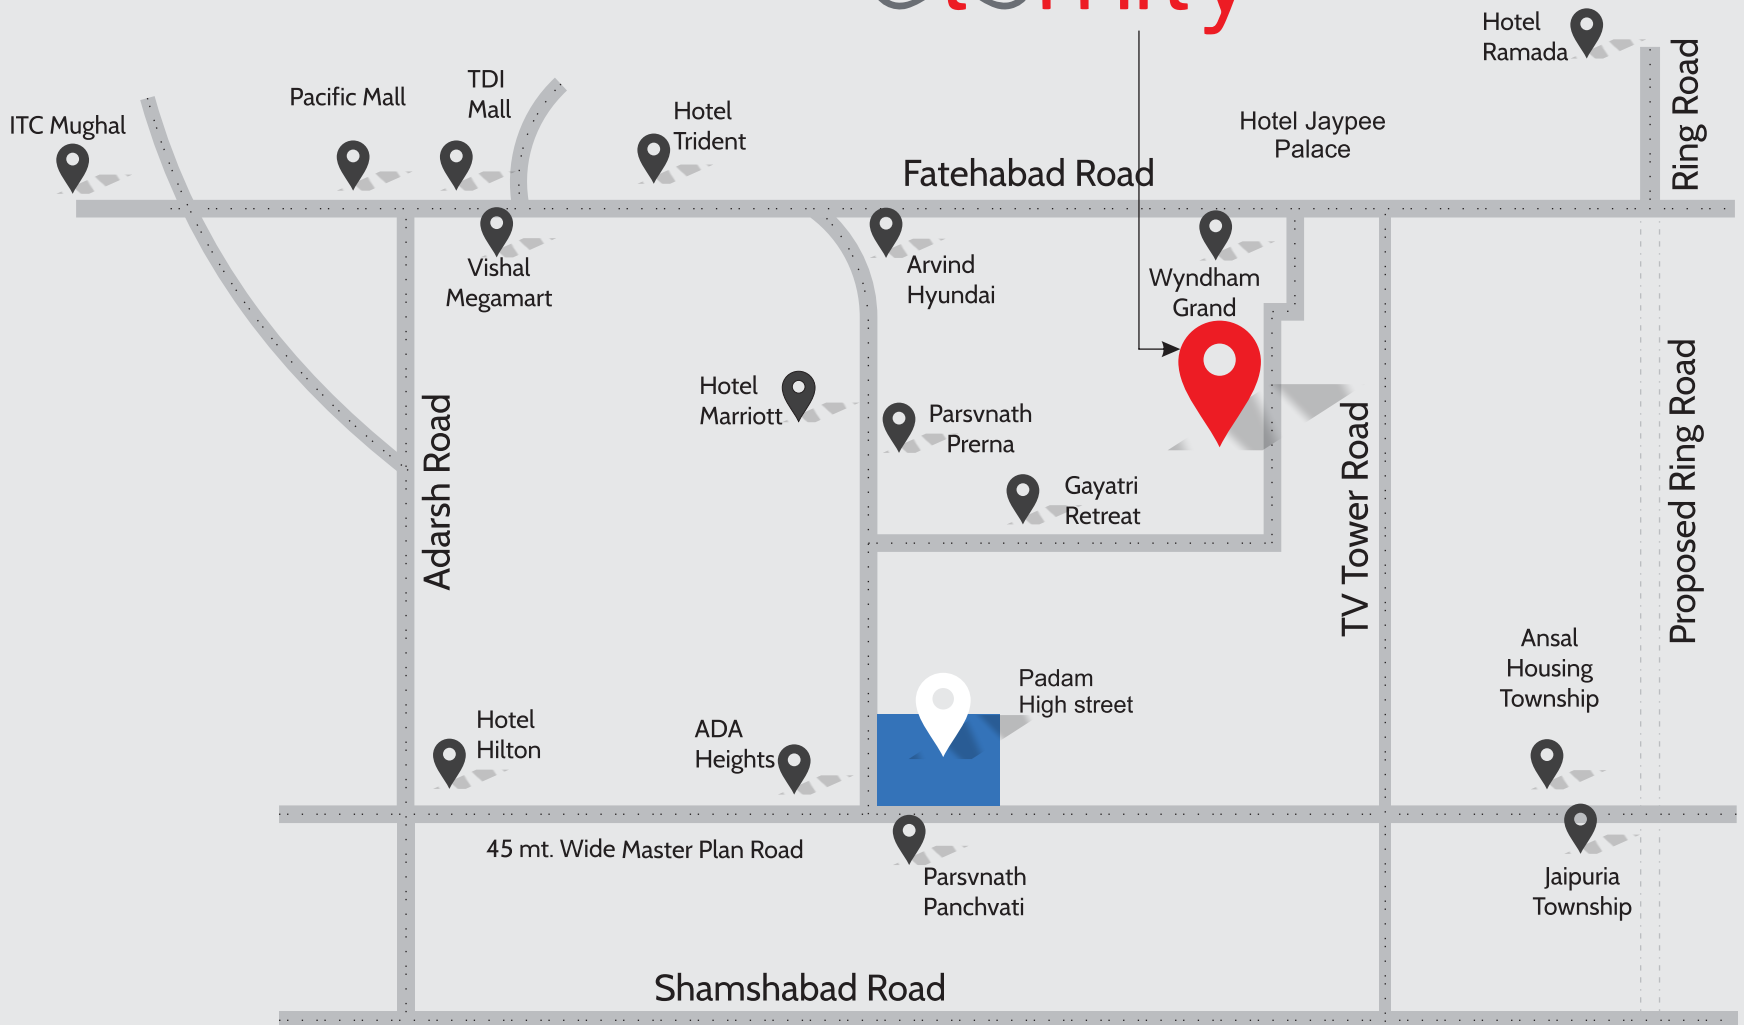 Hotel
Ramada
Ring Road
TDI
Mall
Pacific Mall
ITC Mughal
Hotel
Trident
Hotel Jaypee
Palace
Fatehabad Road
Vishal
Megamart
Arvind
Hyundai
Wyndham
Grand
Hotel
Marriott
Parsvnath
Prerna
Gayatri
Retreat
Adarsh Road
TV Tower Road
Proposed Ring Road
Ansal
Housing
Township
Padam
High street
Hotel
Hilton
ADA
Heights
45 mt. Wide Master Plan Road
Parsvnath
Panchvati
Jaipuria
Township
Shamshabad Road